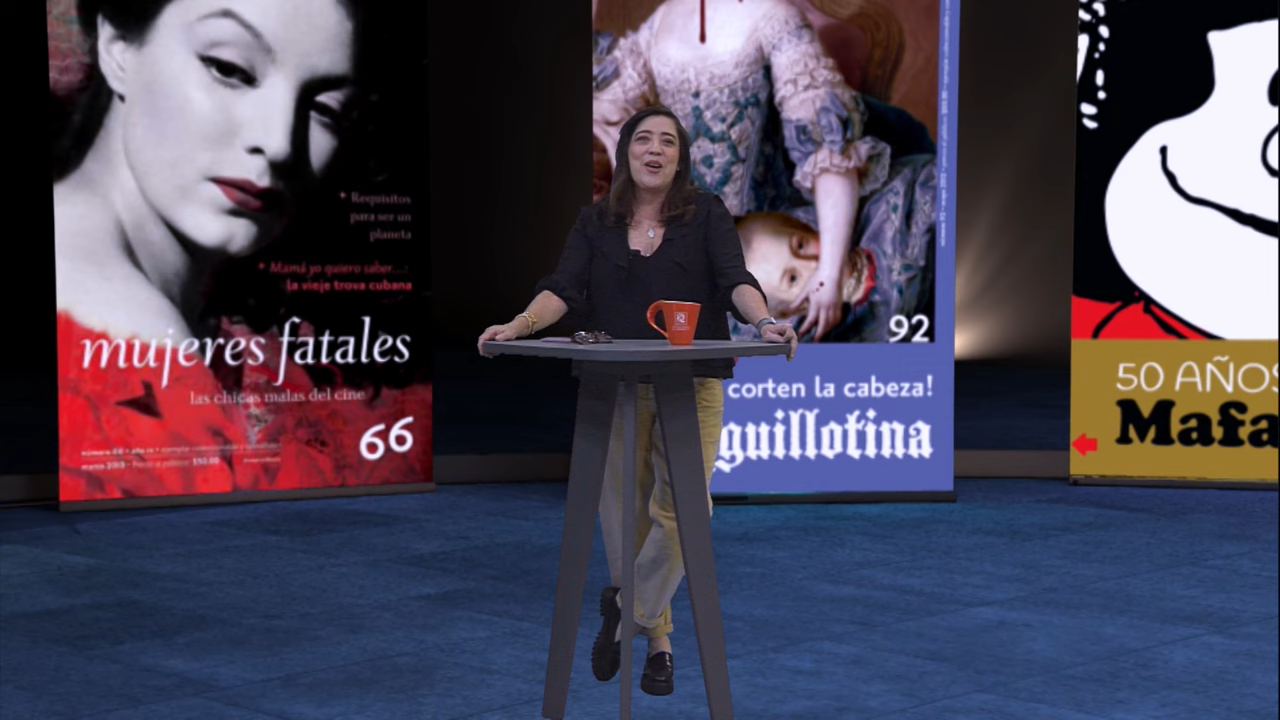 + Requisitos
para ser un
planeta
+ Mamá yo quiero saber...:
la vieje trova cubana
mujeres fatales
las chicas malas del cine
66
92
corten la cabeza!
guillotina
50 AÑOS
Mafa